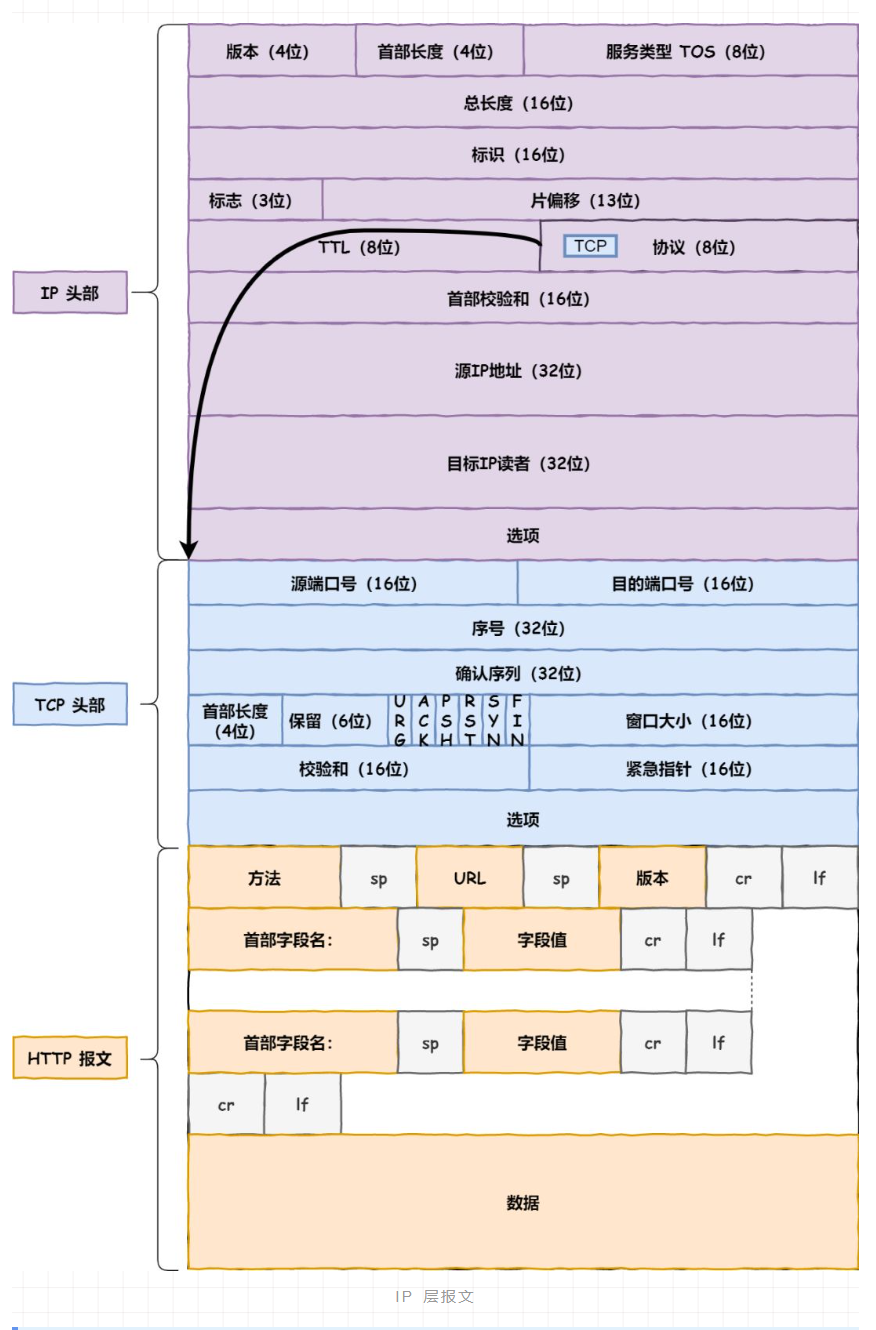 版本（4位） 首部长度（4位） 服务类型 TOS（8位）
总长度（16位）
标识（16位）
标志（3位） 片偏移（13位）
TTL（8位） TCP 协议（8位）
IP 头部
首部校验和（16位）
源IP地址（32位）
目标IP读者（32位）
选项
源端口号（16位） 目的端口号（16位）
序号（32位）
确认序列（32位）
TCP 头部
首部长度（4位） 保留（6位） URG ACK PSH RST SYN FIN 窗口大小（16位）
校验和（16位） 紧急指针（16位）
选项
方法 sp URL sp 版本 cr lf
首部字段名： sp 字段值 cr lf
首部字段名： sp 字段值 cr lf
HTTP 报文
cr lf
数据
IP 层报文